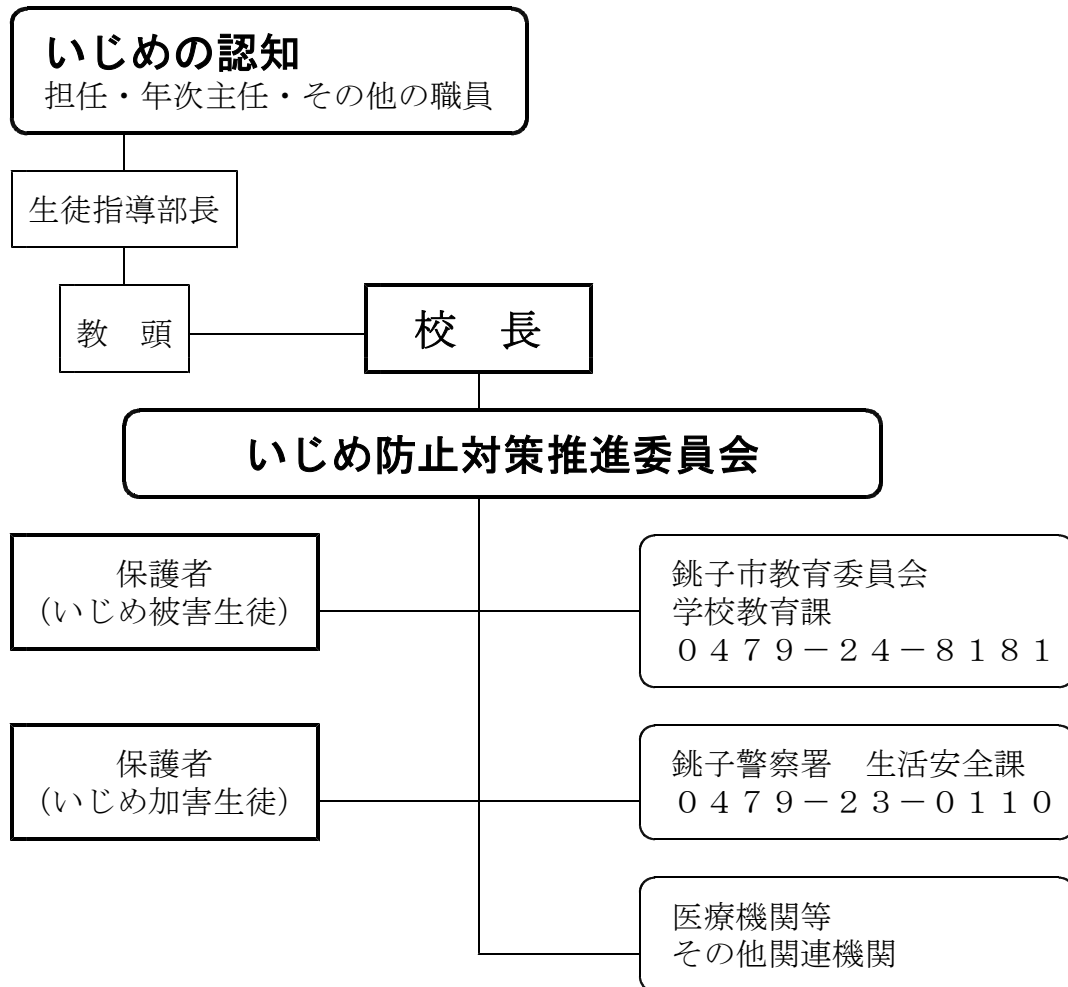 いじめの認知
担任・年次主任・その他の職員
生徒指導部長
教　頭
校　長
いじめ防止対策推進委員会
保護者
（いじめ被害生徒）
銚子市教育委員会
学校教育課
０４７９－２４－８１８１
保護者
（いじめ加害生徒）
銚子警察署　生活安全課
０４７９－２３－０１１０
医療機関等
その他関連機関